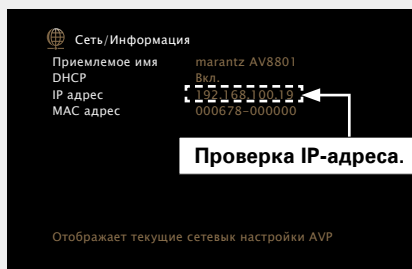 Сеть/Информация
Приемлемое имя marantz AV8801
DHCP Вкл.
IP адрес 192.168.100.19
MAC адрес 000678-000000
Проверка IP-адреса.
Отображает текущие сетевык настройки AVP